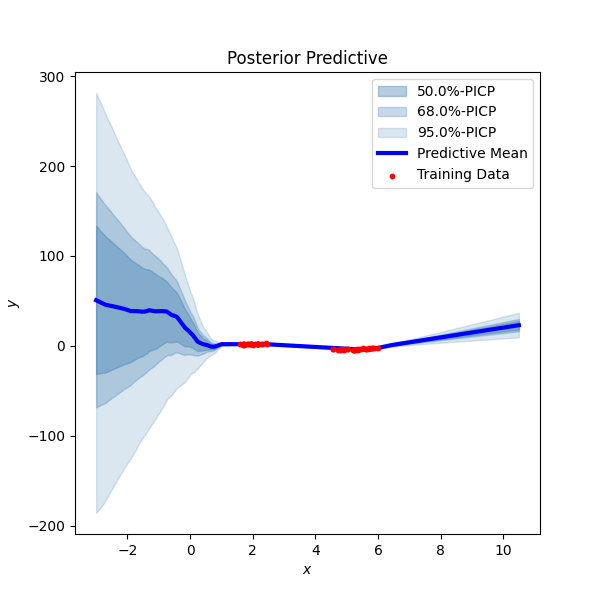 Posterior Predictive
300
200
100
0
−100
−200
y
50.0%-PICP
68.0%-PICP
95.0%-PICP
Predictive Mean
Training Data
−2 0 2 4 6 8 10
x